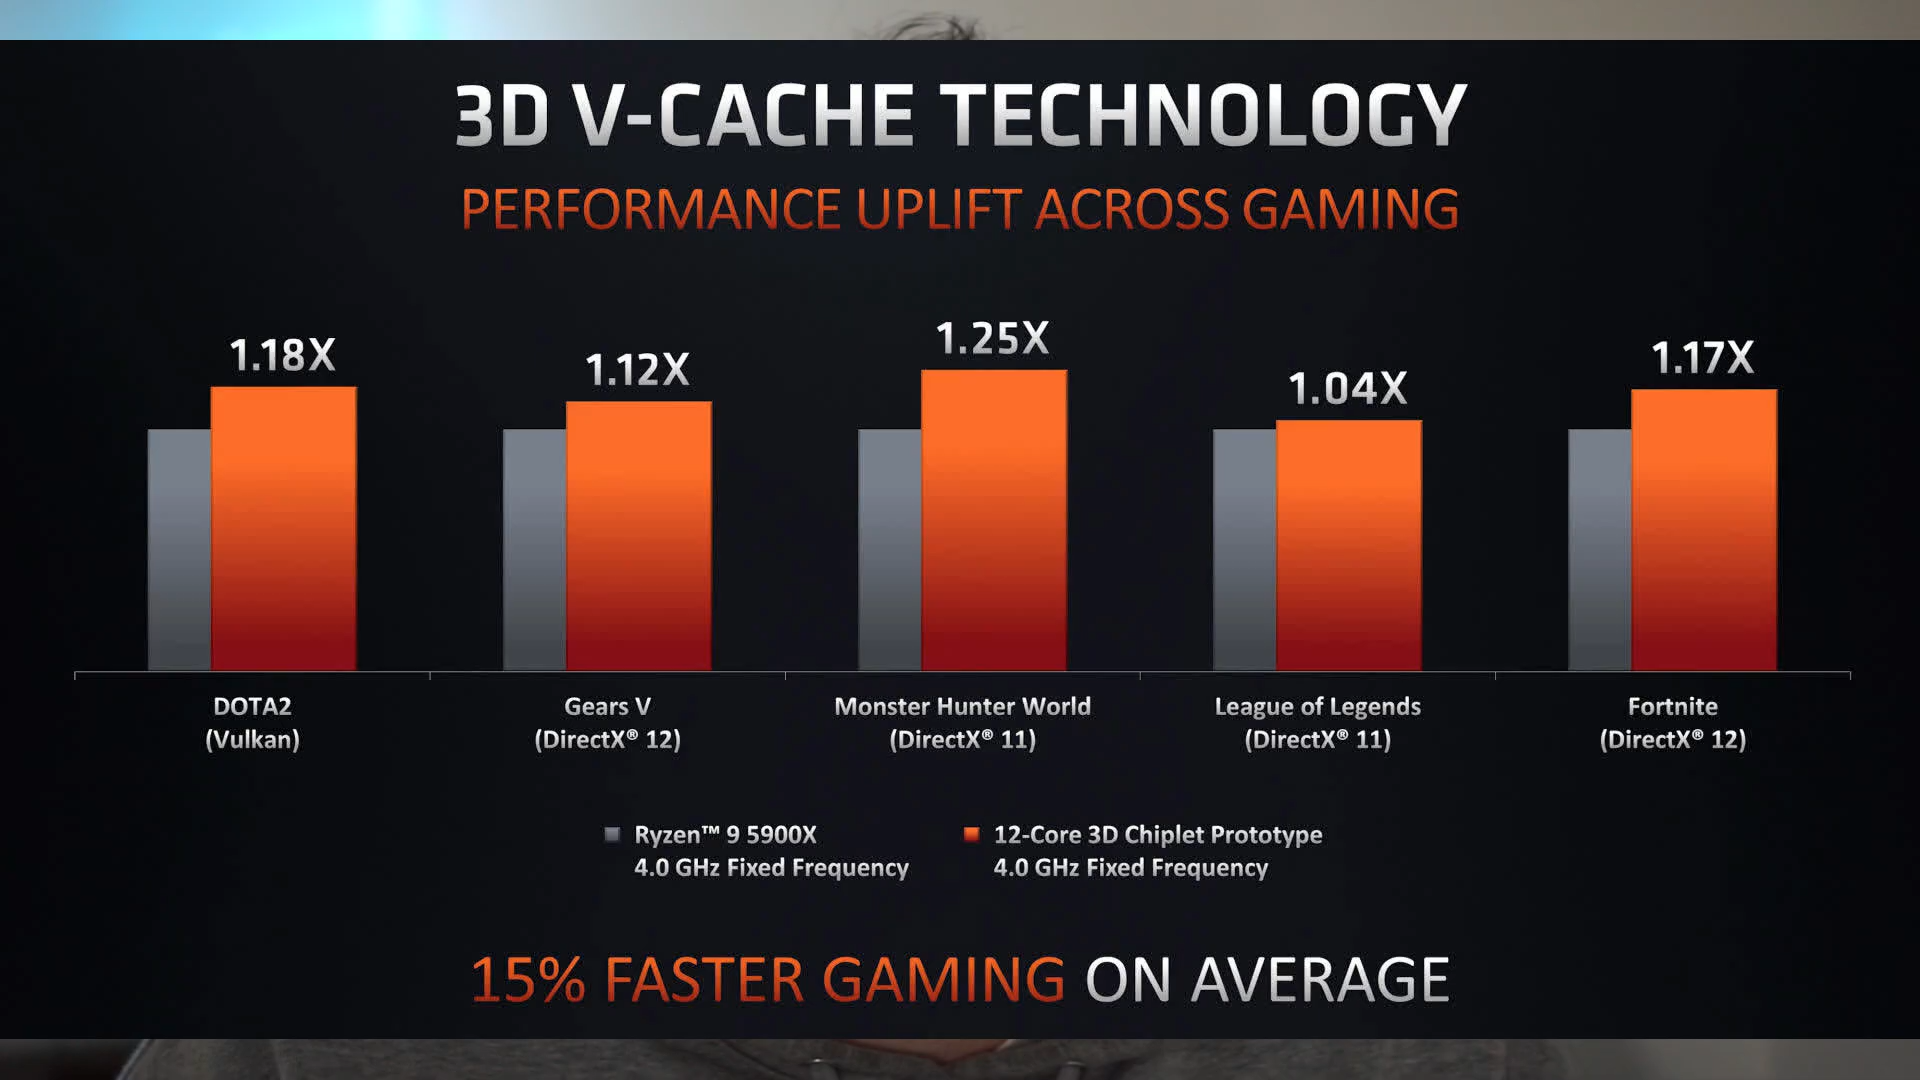 3D V-CACHE TECHNOLOGY
PERFORMANCE UPLIFT ACROSS GAMING
1.18X
1.12X
1.25X
1.04X
1.17X
DOTA2
(Vulkan)
Gears V
(DirectX® 12)
Monster Hunter World
(DirectX® 11)
League of Legends
(DirectX® 11)
Fortnite
(DirectX® 12)
Ryzen™ 9 5900X
4.0 GHz Fixed Frequency
12-Core 3D Chiplet Prototype
4.0 GHz Fixed Frequency
15% FASTER GAMING ON AVERAGE